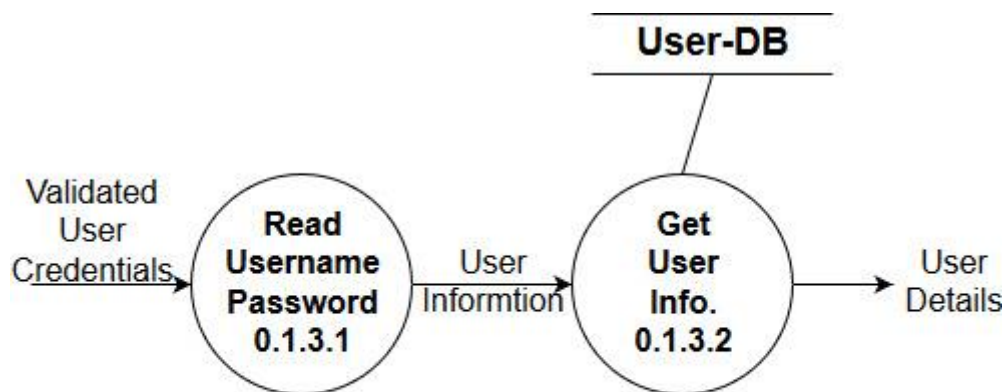 User-DB
Validated
User
Credentials
Read
Username
Password
0.1.3.1
User
Informtion
Get
User
Info.
0.1.3.2
User
Details